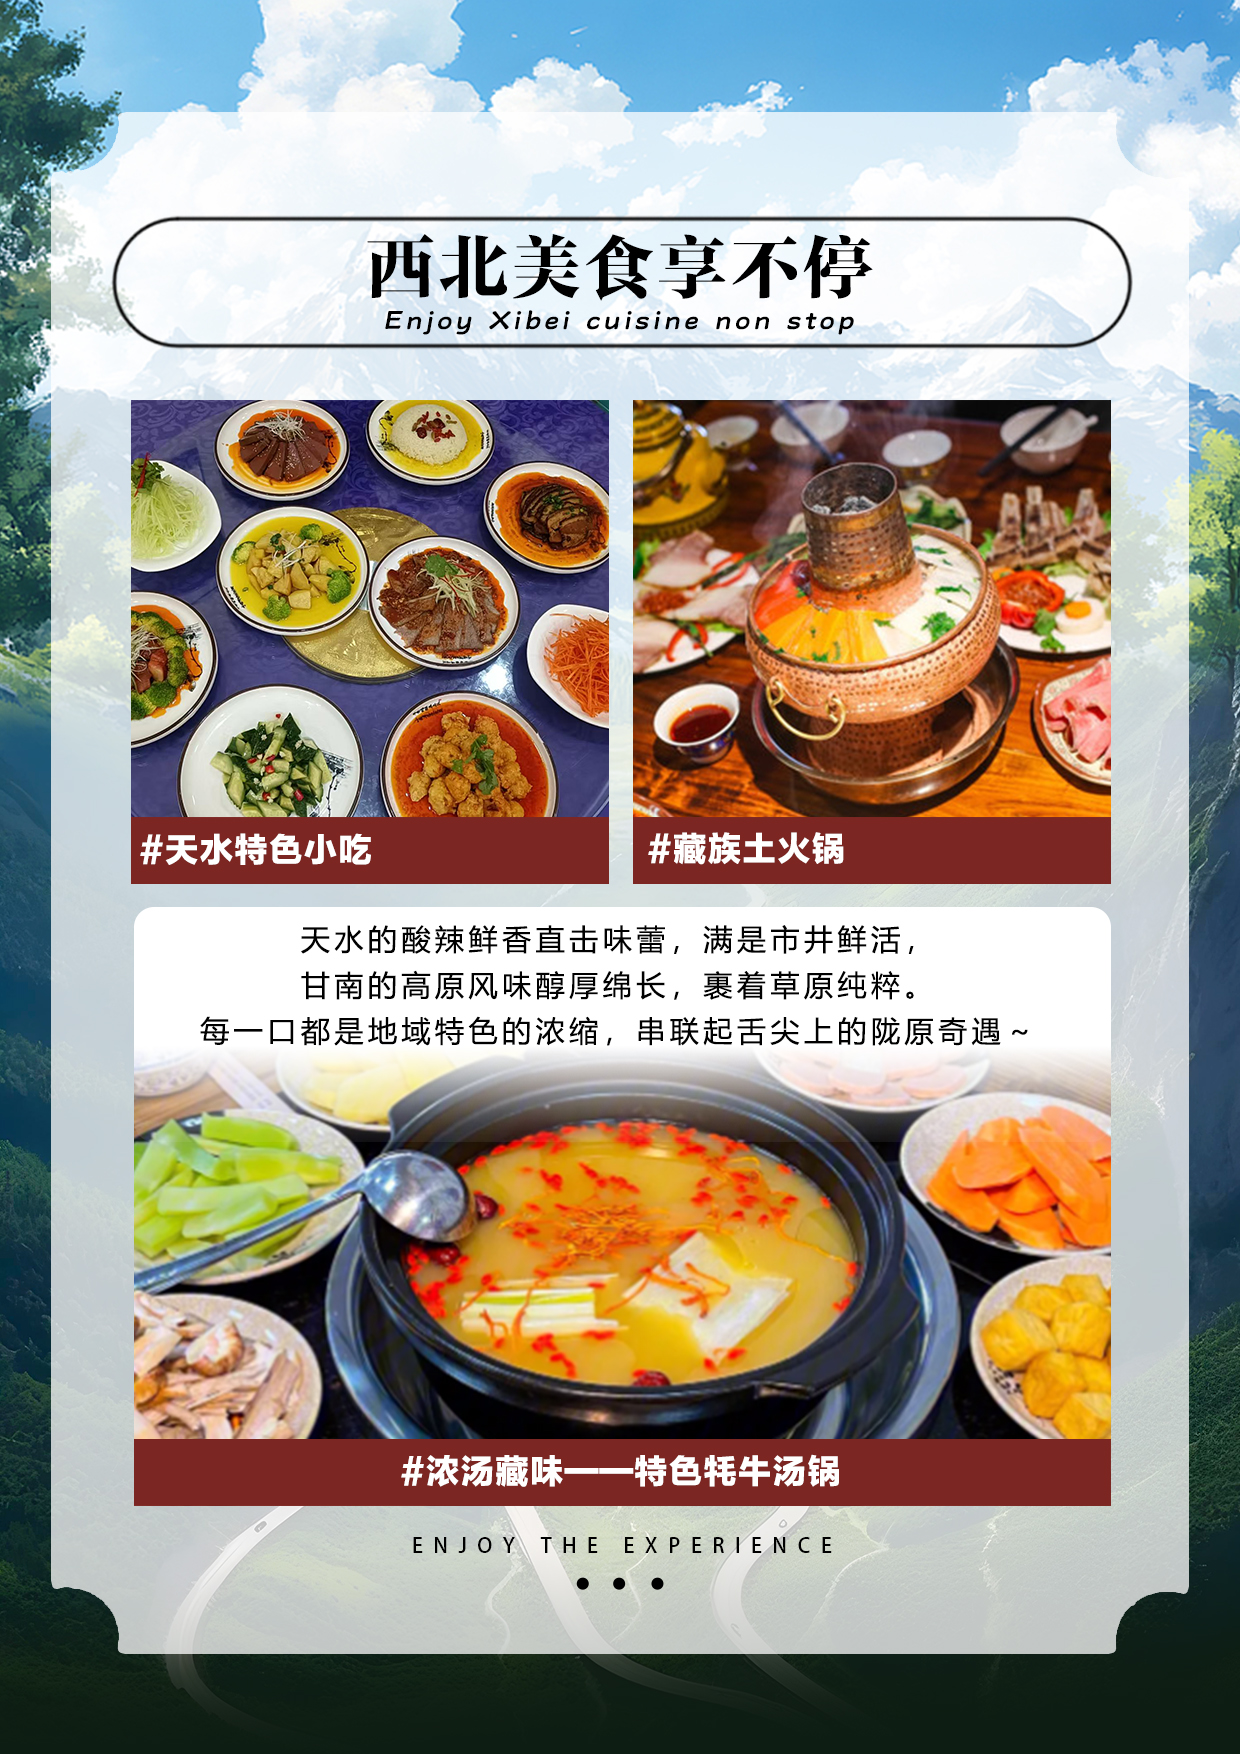 西北美食享不停
Enjoy Xibei cuisine non stop
#天水特色小吃
#藏族土火锅
天水的酸辣鲜香直击味蕾，满是市井鲜活，
甘南的高原风味醇厚绵长，裹着草原纯粹。
每一口都是地域特色的浓缩，串联起舌尖上的陇原奇遇~
#浓汤藏味——特色牦牛汤锅
ENJOY THE EXPERIENCE